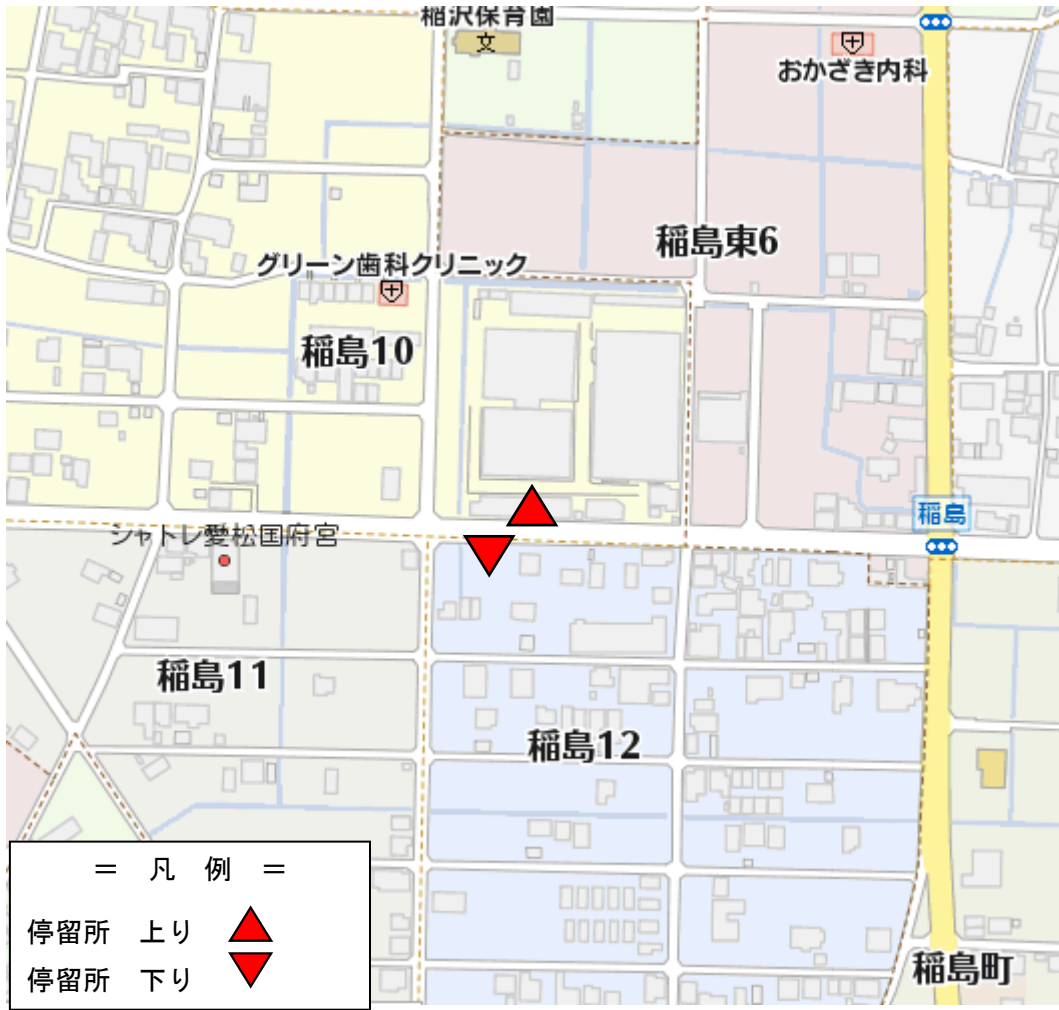 稲沢保育園
文
おかざき内科
稲島東6
グリーン歯科クリニック
稲島10
稲島
シャトレ愛松国府宮
稲島11
稲島12
＝ 凡 例 ＝
停留所 上り
停留所 下り
稲島町